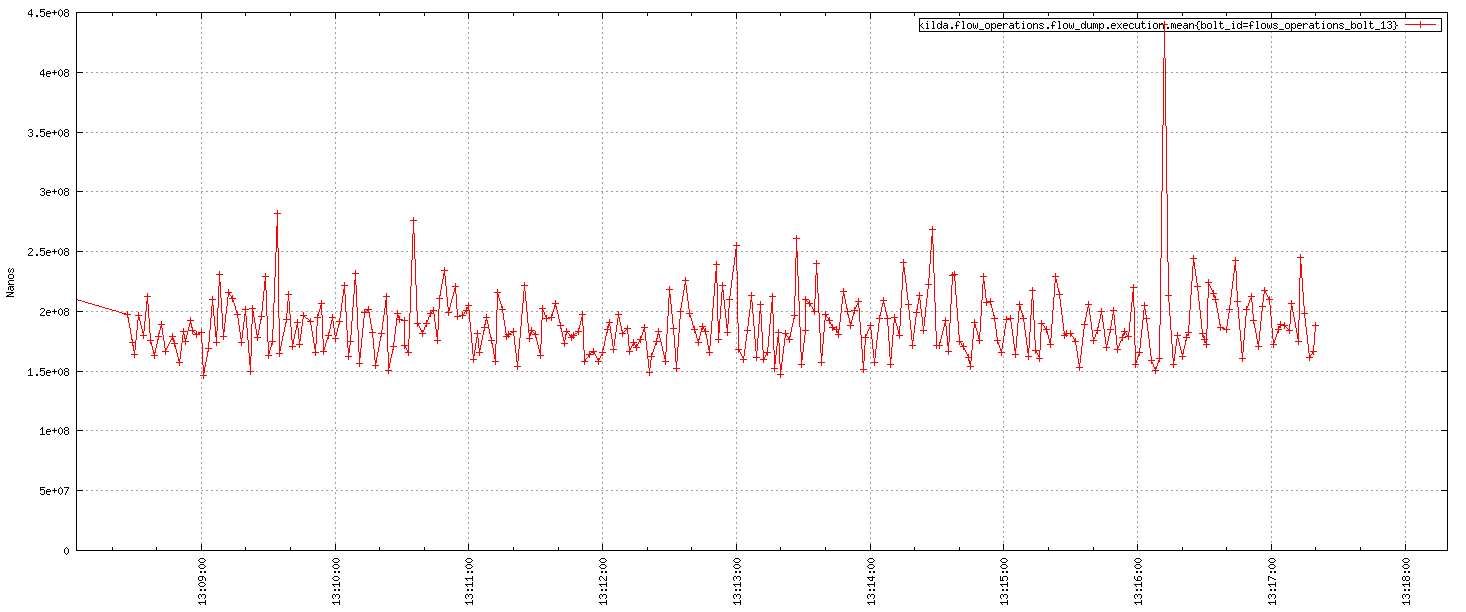 4.5e+08
kilda.flow_operations.flow_dump.execution.mean{bolt_id=flows_operations_bolt_13}
4e+08
3.5e+08
3e+08
2.5e+08
Nanos
2e+08
1.5e+08
1e+08
5e+07
0
13:09:00
13:10:00
13:11:00
13:12:00
13:13:00
13:14:00
13:15:00
13:16:00
13:17:00
13:18:00